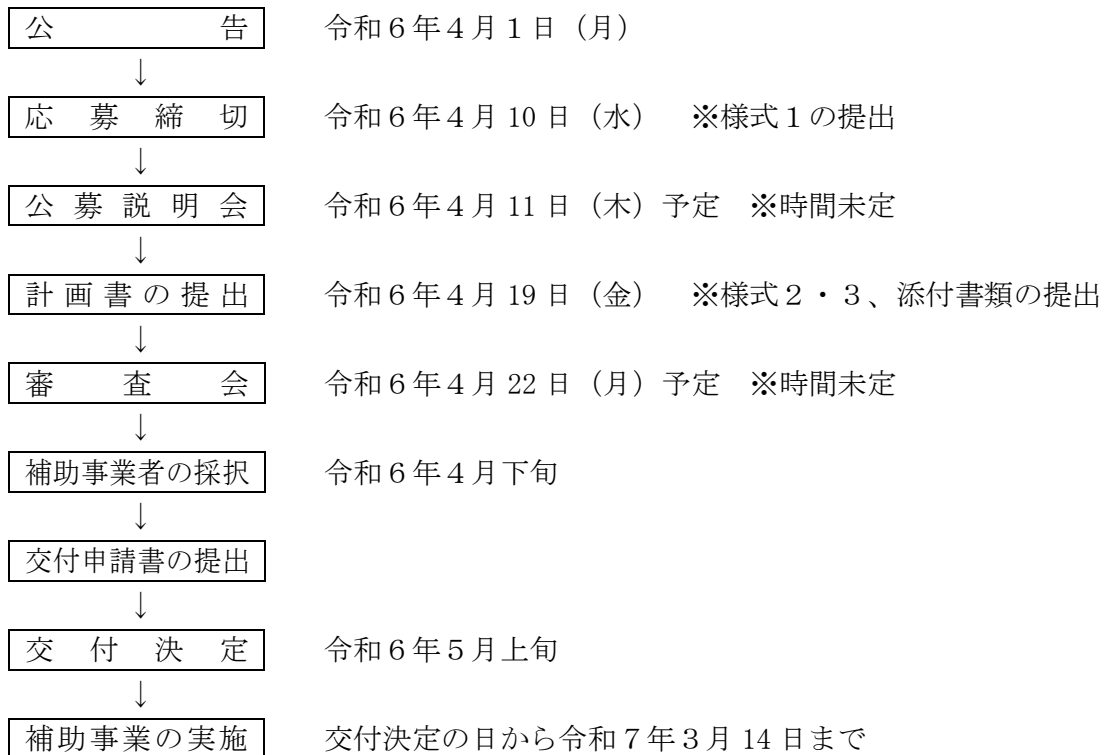 公告 令和６年４月１日（月）
↓
応募締切 令和６年４月 10 日（水） ※様式１の提出
↓
公募説明会 令和６年４月 11 日（木）予定 ※時間未定
↓
計画書の提出 令和６年４月 19 日（金） ※様式２・３、添付書類の提出
↓
審査会 令和６年４月 22 日（月）予定 ※時間未定
↓
補助事業者の採択 令和６年４月下旬
↓
交付申請書の提出
↓
交付決定 令和６年５月上旬
↓
補助事業の実施 交付決定の日から令和７年３月 14 日まで